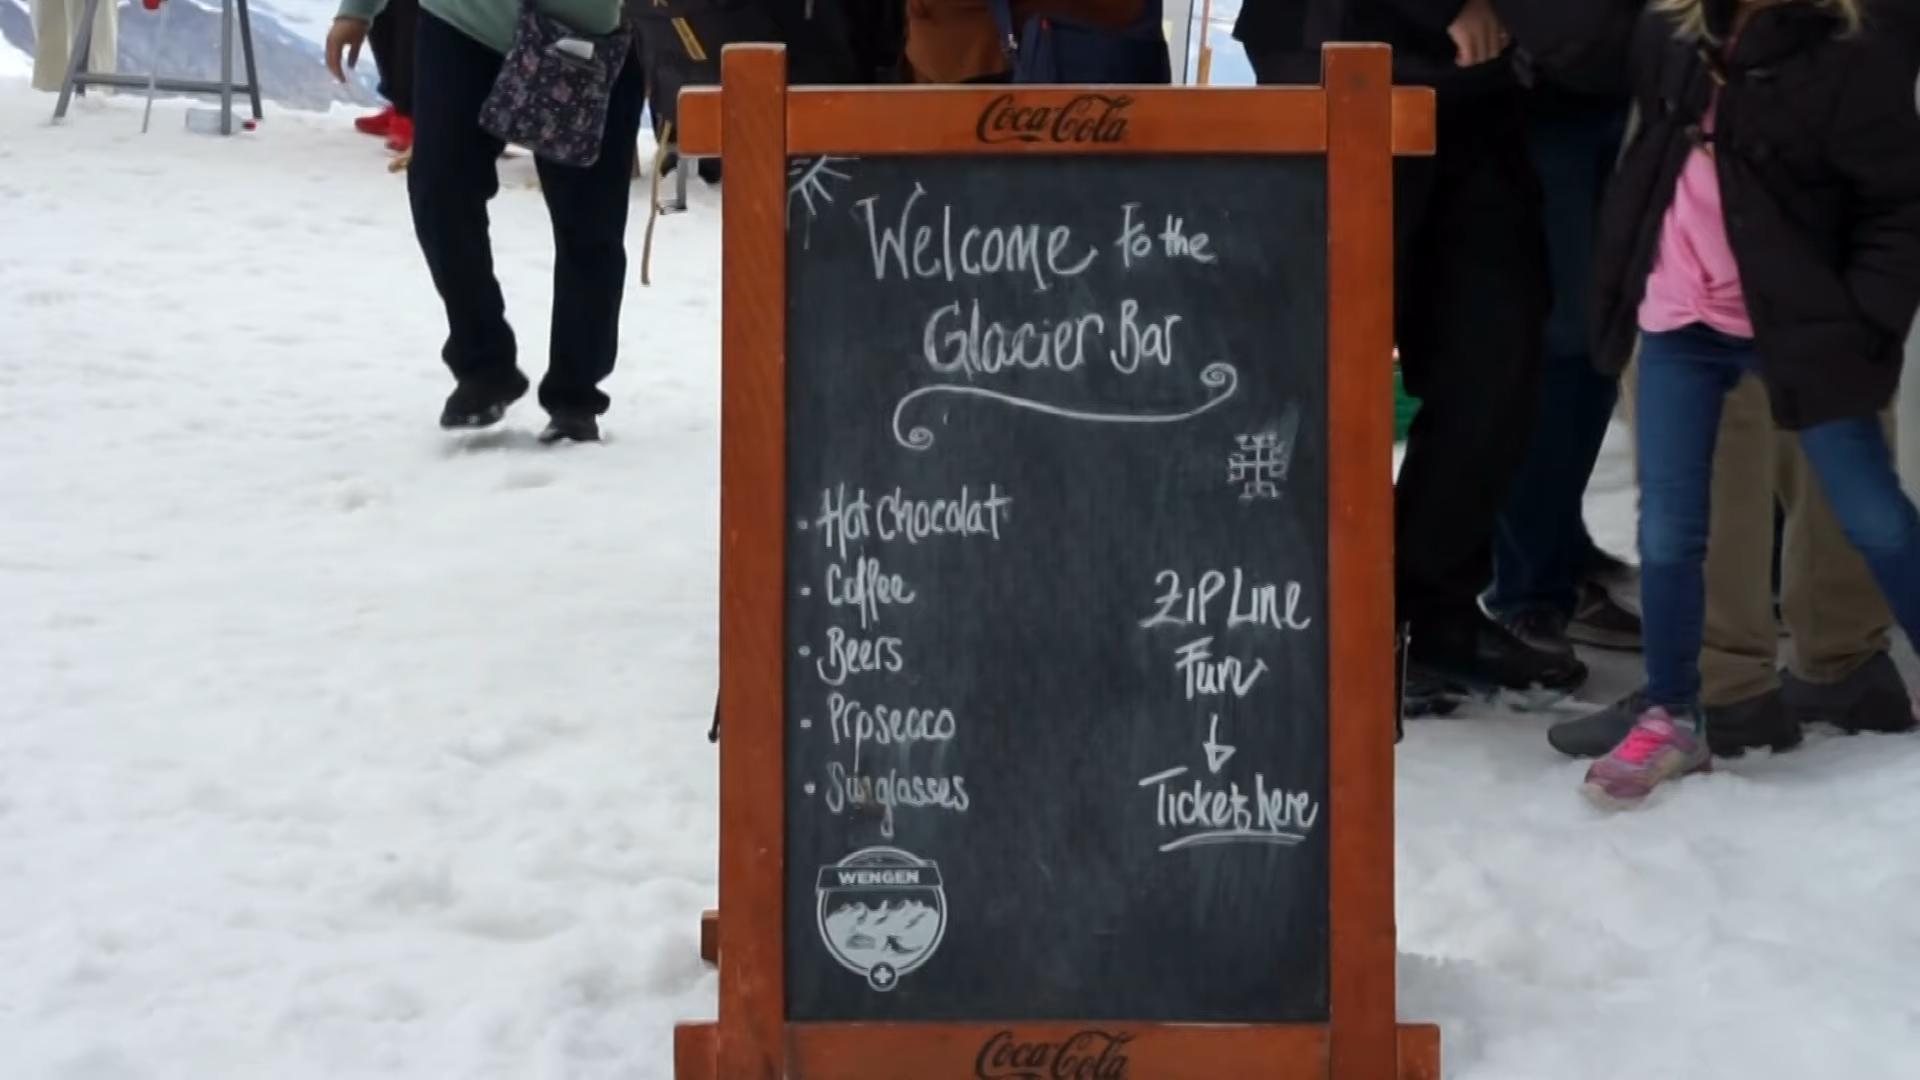 Coca-Cola
Welcome to the
Glacier Bar
• Hot Chocolat
• Coffee
• Beers
• Prosecco
• Sunglasses
ZIP LINE
Fun
Tickets here
WENGEN
Coca-Cola